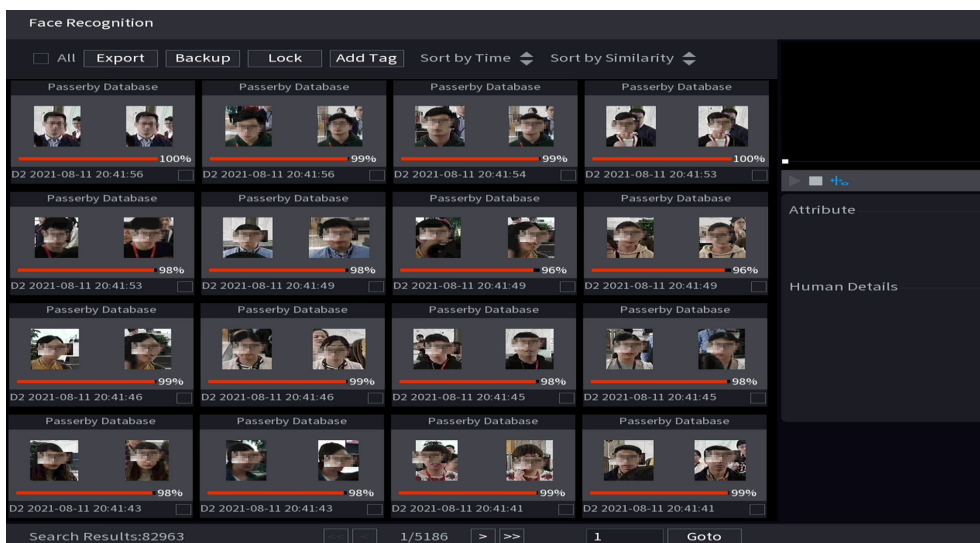 Face Recognition
All Export Backup Lock Add Tag Sort by Time Sort by Similarity
Passerby Database Passerby Database Passerby Database Passerby Database
100% 99% 99% 100%
D2 2021-08-11 20:41:56 D2 2021-08-11 20:41:56 D2 2021-08-11 20:41:54 D2 2021-08-11 20:41:53
Attribute
Passerby Database Passerby Database Passerby Database Passerby Database
98% 98% 96% 96%
D2 2021-08-11 20:41:53 D2 2021-08-11 20:41:49 D2 2021-08-11 20:41:49 D2 2021-08-11 20:41:49
Human Details
Passerby Database Passerby Database Passerby Database Passerby Database
99% 99% 98% 98%
D2 2021-08-11 20:41:46 D2 2021-08-11 20:41:46 D2 2021-08-11 20:41:45 D2 2021-08-11 20:41:45
Passerby Database Passerby Database Passerby Database Passerby Database
98% 98% 99% 99%
D2 2021-08-11 20:41:43 D2 2021-08-11 20:41:43 D2 2021-08-11 20:41:41 D2 2021-08-11 20:41:41
Search Results:82963 << < 1/5186 > >> 1 Goto